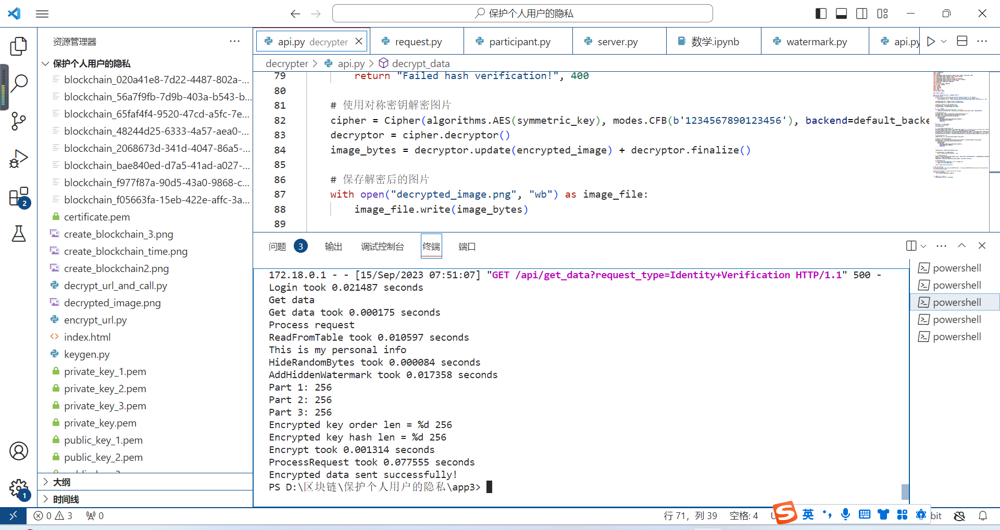 保护个人用户的隐私
资源管理器
保护个人用户的隐私
blockchain_020a41e8-7d22-4487-802a-...
blockchain_56a7f9fb-7d9b-403a-b543-b...
blockchain_65faf4f4-9520-47cd-a5fc-7e...
blockchain_48244d25-6333-4a57-aea0-...
blockchain_2068673d-341d-4047-86a5-...
blockchain_bae840ed-d7a5-41ad-a027-...
blockchain_f977f87a-90d5-43a0-9868-c...
blockchain_f05663fa-15eb-422e-affc-3a...
certificate.pem
create_blockchain_3.png
create_blockchain_time.png
create_blockchain2.png
decrypt_url_and_call.py
decrypted_image.png
encrypt_url.py
index.html
keygen.py
private_key_1.pem
private_key_2.pem
private_key_3.pem
private_key.pem
public_key_1.pem
public_key_2.pem
大纲
时间线
2
1
api.py decrypter
request.py
participant.py
server.py
数学.ipynb
watermark.py
api.py
decrypter > api.py > decrypt_data
79 return "Failed hash verification!", 400
80
81 # 使用对称密钥解密图片
82 cipher = Cipher(algorithms.AES(symmetric_key), modes.CFB(b'1234567890123456'), backend=default_backe
83 decryptor = cipher.decryptor()
84 image_bytes = decryptor.update(encrypted_image) + decryptor.finalize()
85
86 # 保存解密后的图片
87 with open("decrypted_image.png", "wb") as image_file:
88 image_file.write(image_bytes)
89
问题 3 输出 调试控制台 终端 端口
172.18.0.1 - - [15/Sep/2023 07:51:07] "GET /api/get_data?request_type=Identity+Verification HTTP/1.1" 500 -
Login took 0.021487 seconds
Get data
Get data took 0.000175 seconds
Process request
ReadFromTable took 0.010597 seconds
This is my personal info
HideRandomBytes took 0.000084 seconds
AddHiddenWatermark took 0.017358 seconds
Part 1: 256
Part 2: 256
Part 3: 256
Encrypted key order len = %d 256
Encrypted key hash len = %d 256
Encrypt took 0.001314 seconds
ProcessRequest took 0.077555 seconds
Encrypted data sent successfully!
PS D:\区块链\保护个人用户的隐私\app3>
powershell
powershell
powershell
powershell
powershell
0 3 0
行 71，列 39 空格: 4 U
英
bit